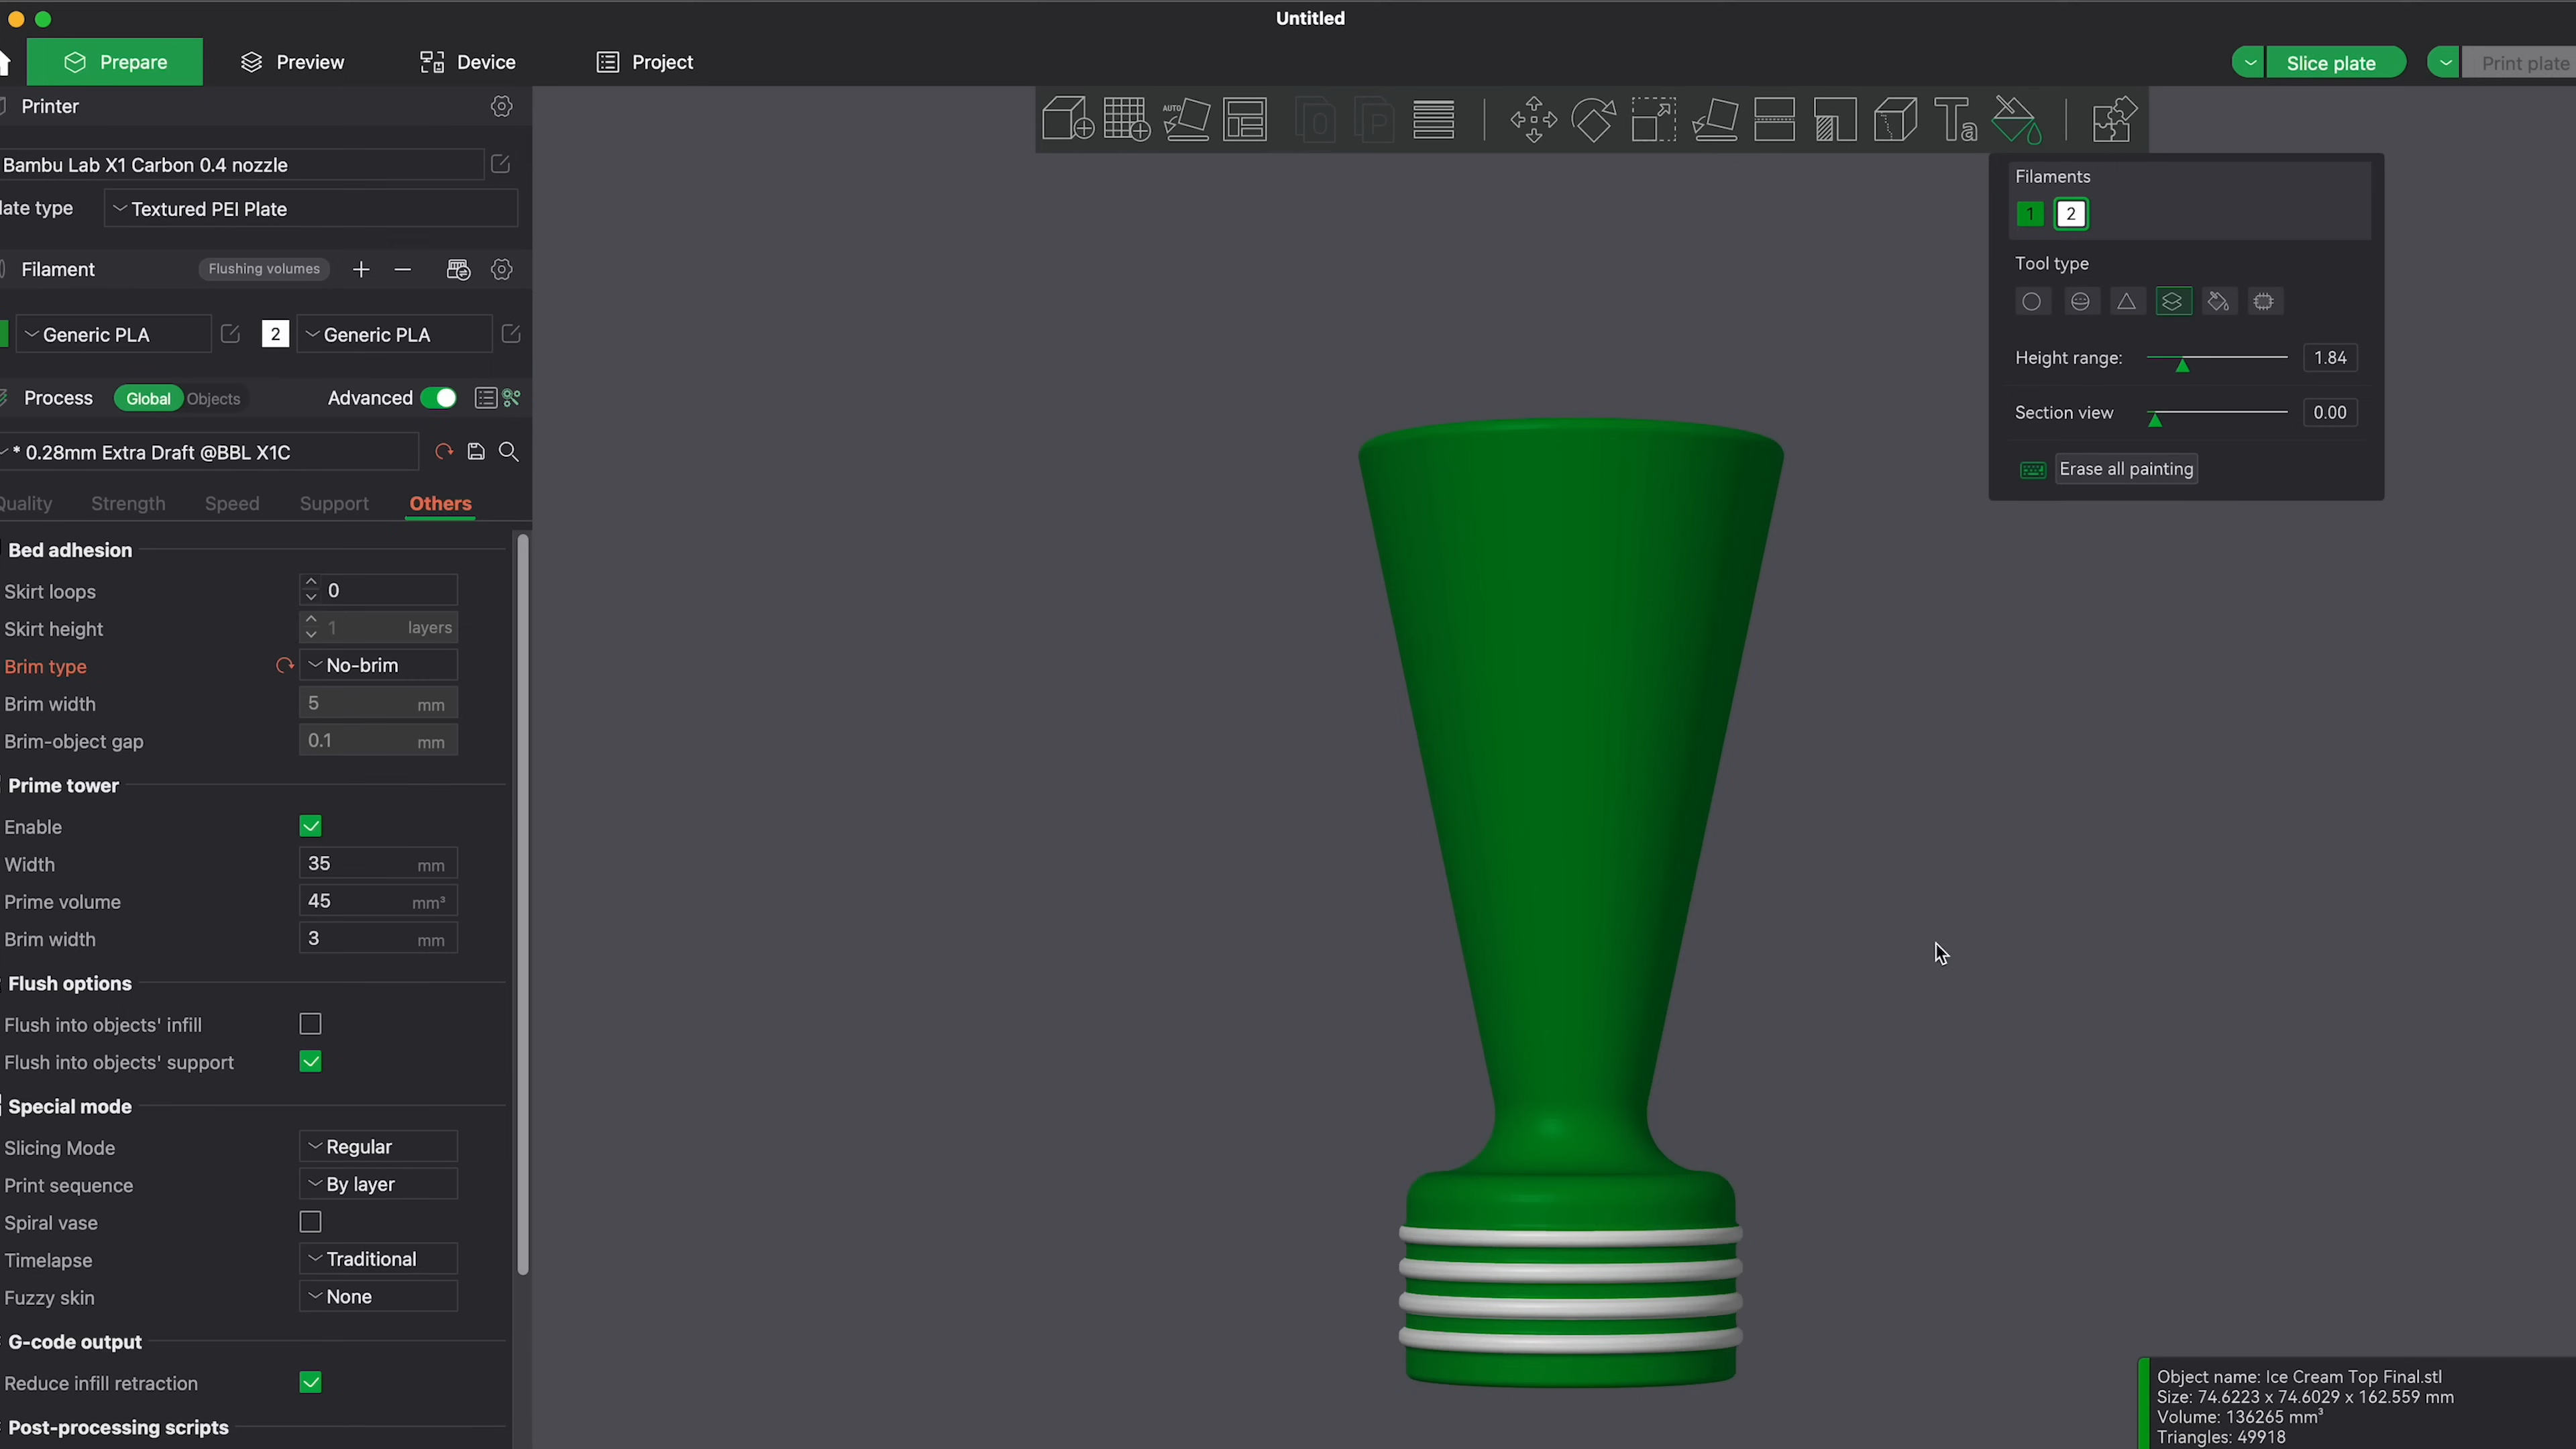 Untitled
Prepare
Preview
Device
Project
Slice plate
Print plate
Printer
Bambu Lab X1 Carbon 0.4 nozzle
late type
Textured PEI Plate
Filament
Flushing volumes
Generic PLA
2
Generic PLA
Process
Global
Objects
Advanced
* 0.28mm Extra Draft @BBL X1C
Quality
Strength
Speed
Support
Others
Bed adhesion
Skirt loops
0
Skirt height
1 layers
Brim type
No-brim
Brim width
5 mm
Brim-object gap
0.1 mm
Prime tower
Enable
Width
35 mm
Prime volume
45 mm³
Brim width
3 mm
Flush options
Flush into objects' infill
Flush into objects' support
Special mode
Slicing Mode
Regular
Print sequence
By layer
Spiral vase
Timelapse
Traditional
Fuzzy skin
None
G-code output
Reduce infill retraction
Post-processing scripts
AUTO
O
P
Ta
Filaments
1
2
Tool type
Height range:
1.84
Section view
0.00
Erase all painting
Object name: Ice Cream Top Final.stl
Size: 74.6223 x 74.6029 x 162.559 mm
Volume: 136265 mm³
Triangles: 49918